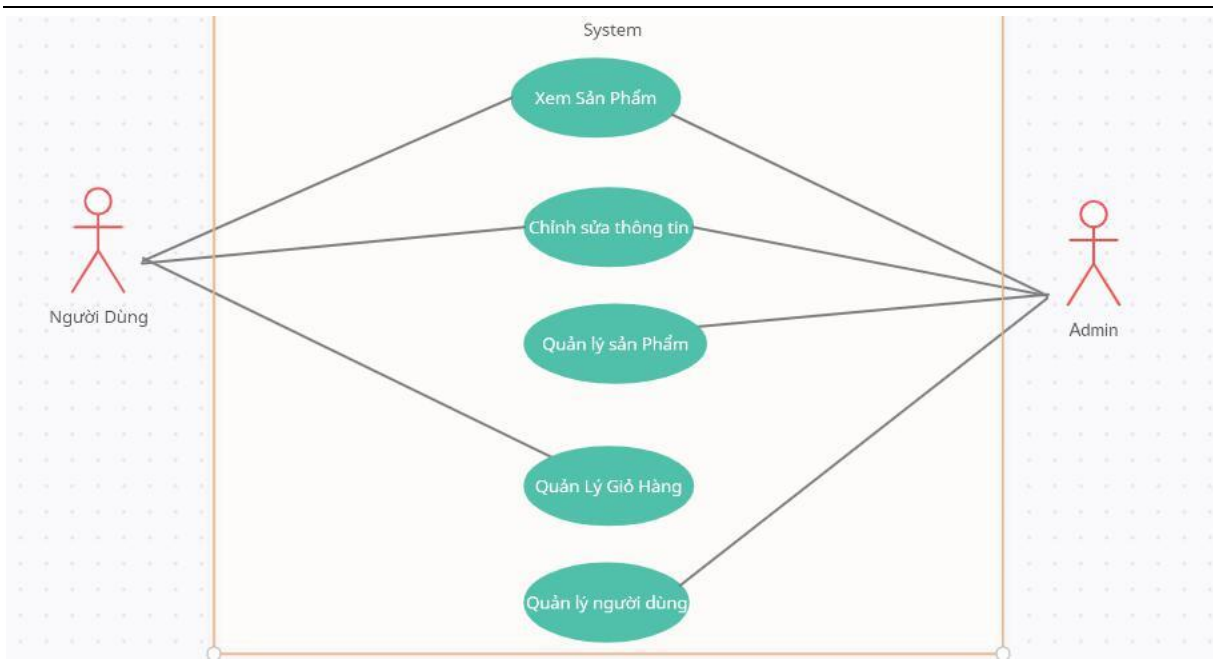 System
Xem Sản Phẩm
Chỉnh sửa thông tin
Người Dùng
Admin
Quản lý sản Phẩm
Quản Lý Giỏ Hàng
Quản lý người dùng